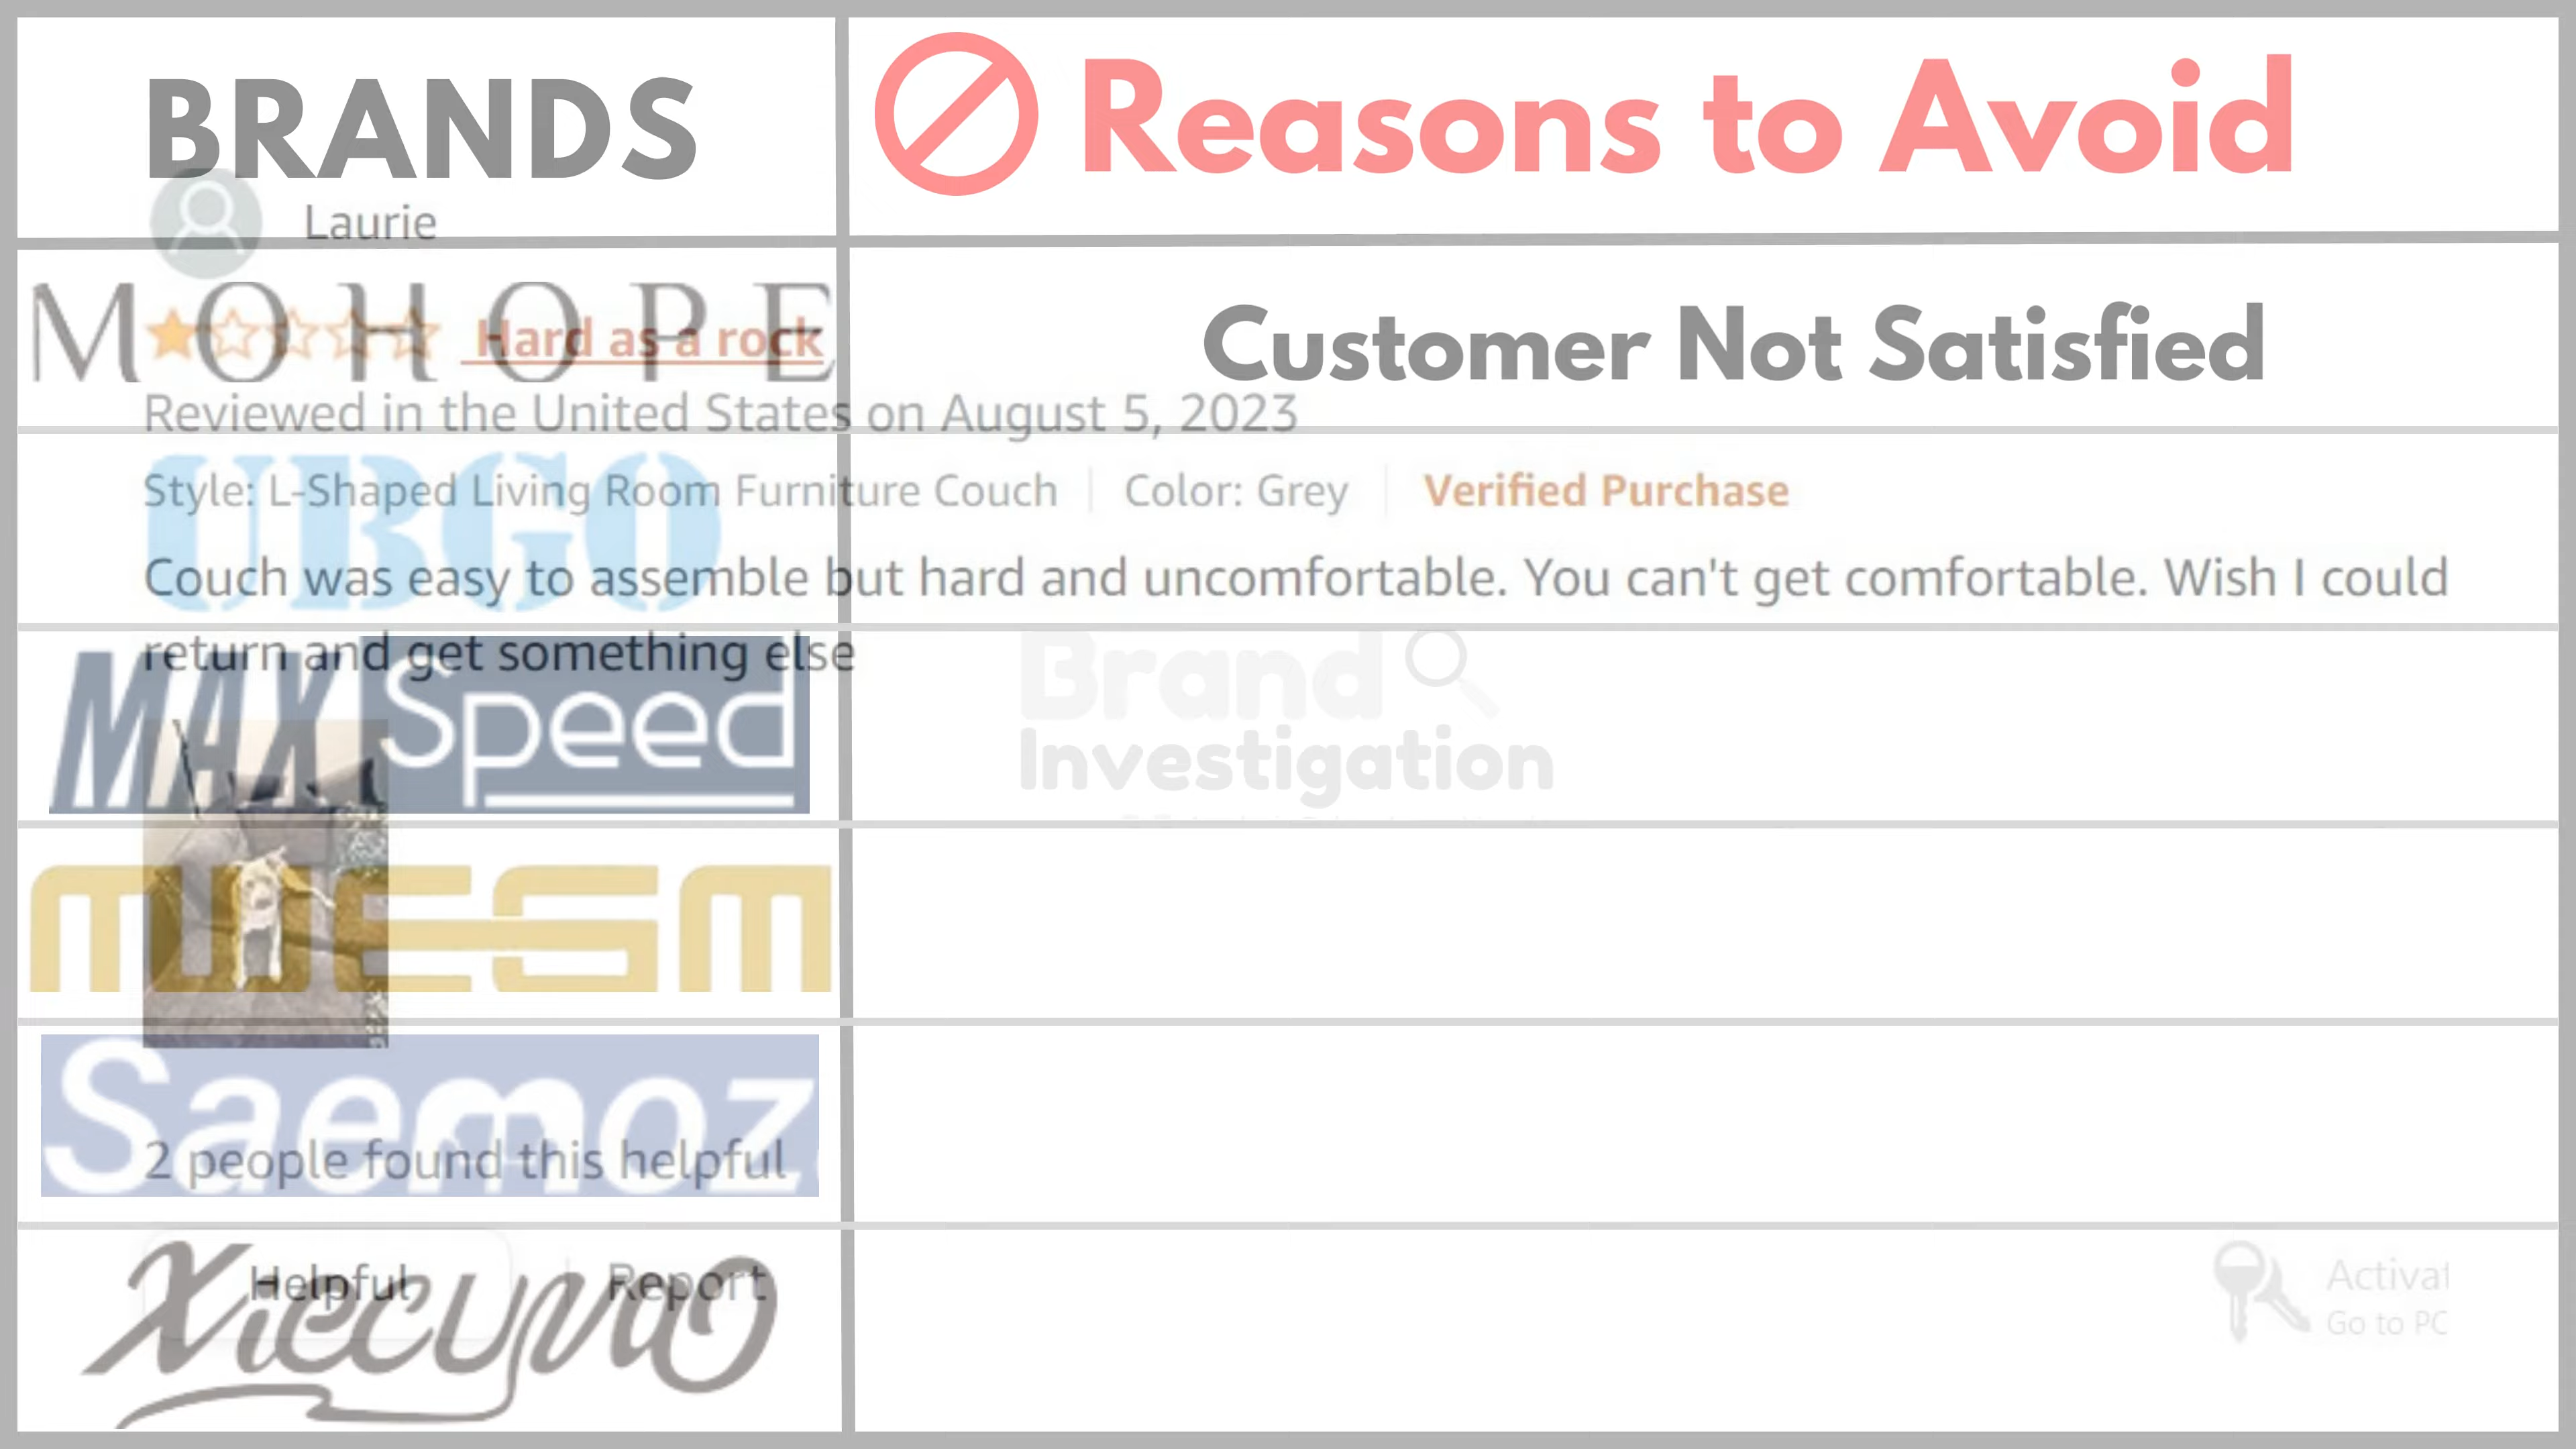 BRANDS
Reasons to Avoid
Laurie
MOHOPE
Hard as a rock
Customer Not Satisfied
Reviewed in the United States on August 5, 2023
UBGO
Style: L-Shaped Living Room Furniture Couch Color: Grey Verified Purchase
Couch was easy to assemble but hard and uncomfortable. You can't get comfortable. Wish I could
return and get something else
MAX Speed
Brand
Investigation
MWESM
Saemoz
2 people found this helpful
Helpful
Report
Xiecuno
Activat
Go to PC